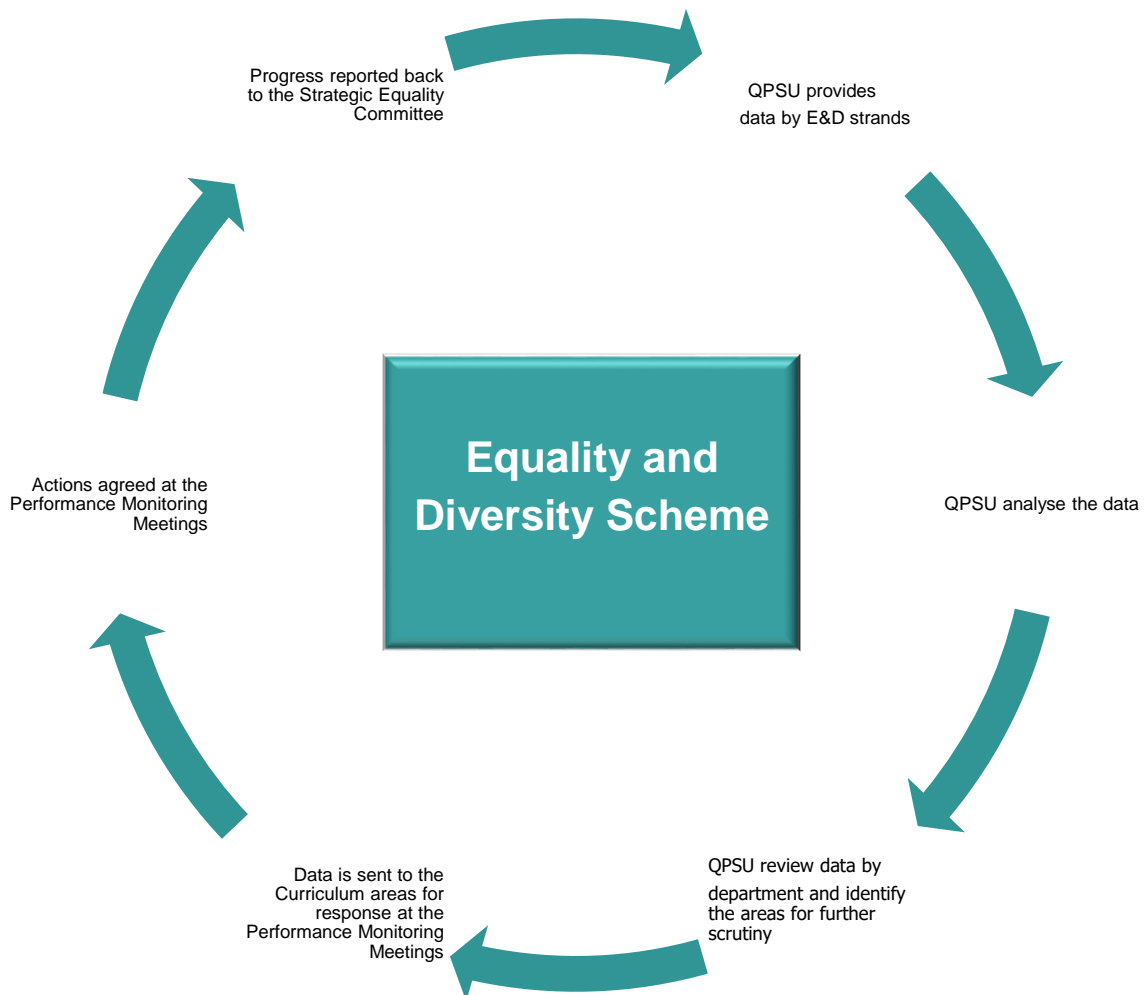 Progress reported back
to the Strategic Equality
Committee
QPSU provides
data by E&D strands
Equality and
Diversity Scheme
Actions agreed at the
Performance Monitoring
Meetings
QPSU analyse the data
Data is sent to the
Curriculum areas for
response at the
Performance Monitoring
Meetings
QPSU review data by
department and identify
the areas for further
scrutiny